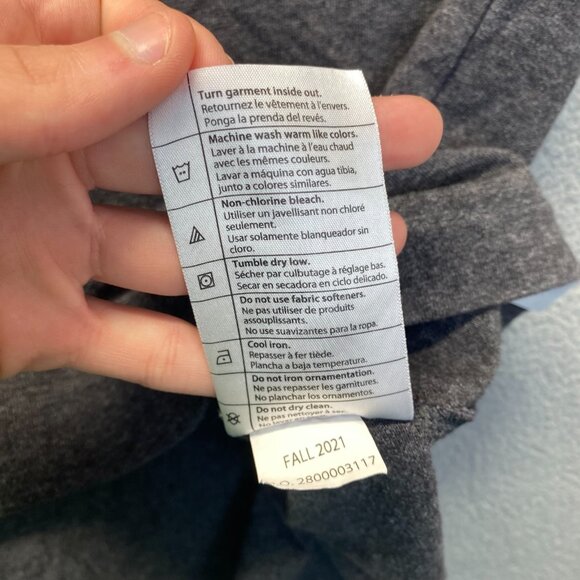 Turn garment inside out.
Retournez le vêtement à l'envers.
Ponga la prenda del revés.
Machine wash warm like colors.
Laver à la machine à l'eau chaud
avec les mêmes couleurs.
Lavar a máquina con agua tibia,
junto a colores similares.
Non-chlorine bleach.
Utiliser un javellisant non chloré
seulement.
Usar solamente blanqueador sin
cloro.
Tumble dry low.
Sécher par culbutage à réglage bas.
Secar en secadora en ciclo delicado.
Do not use fabric softeners.
Ne pas utiliser de produits
assouplissants.
No use suavizantes para la ropa.
Cool iron.
Repasser à fer tiède.
Plancha a baja temperatura.
Do not iron ornamentation.
Ne pas repasser les garnitures.
No planchar los ornamentos.
Do not dry clean.
Ne pas nettoyer à sec.
FALL 2021
2800003117